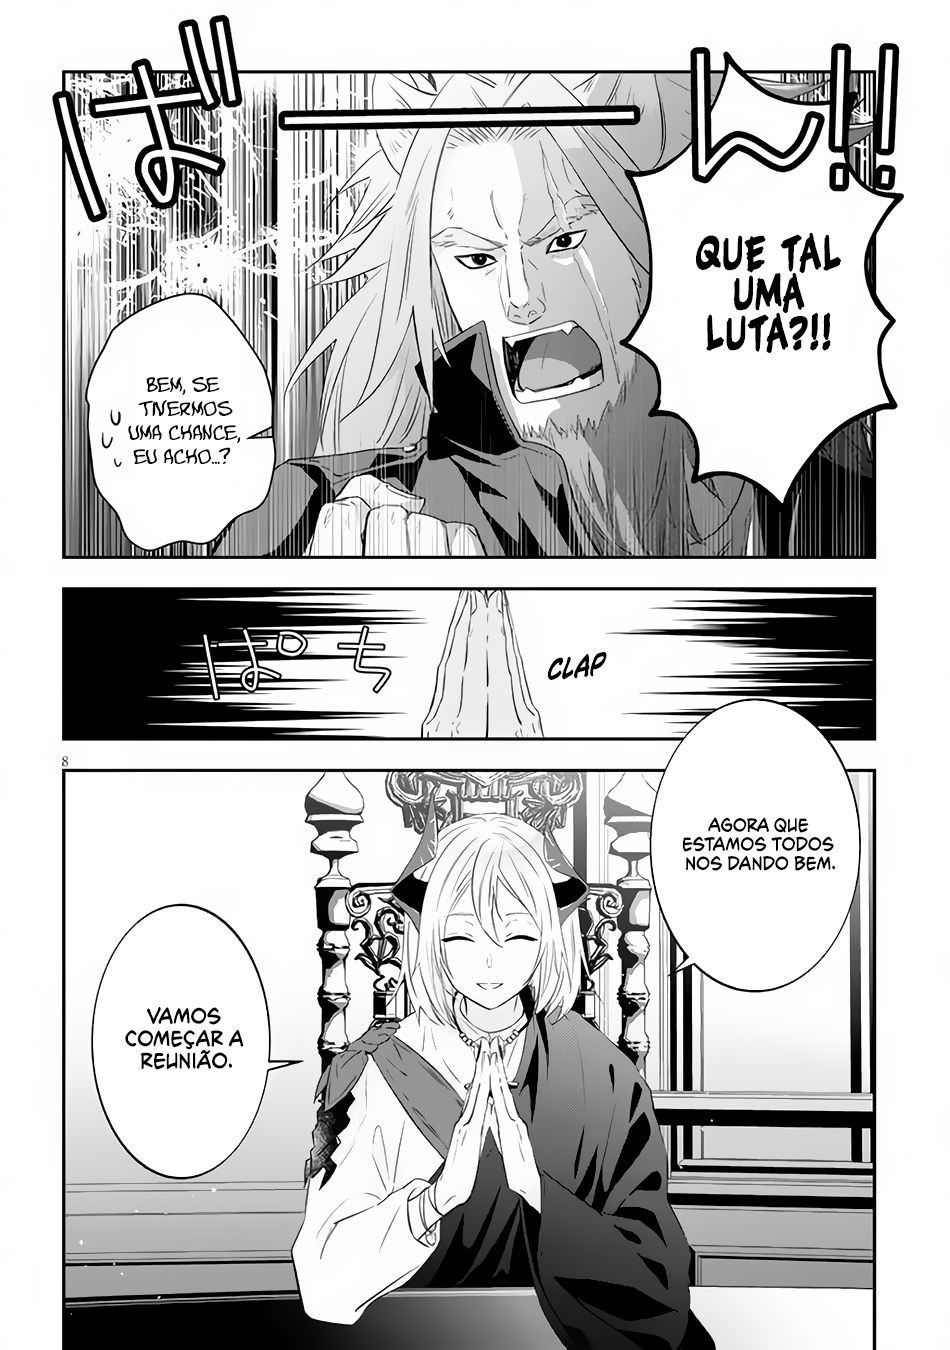 ばーん!!
QUE TAL
UMA
LUTA?!!
BEM, SE
TIVERMOS
UMA CHANCE,
EU ACHO...?
ぱち
CLAP
8
AGORA QUE
ESTAMOS TODOS
NOS DANDO BEM.
VAMOS
COMEÇAR A
REUNIÃO.